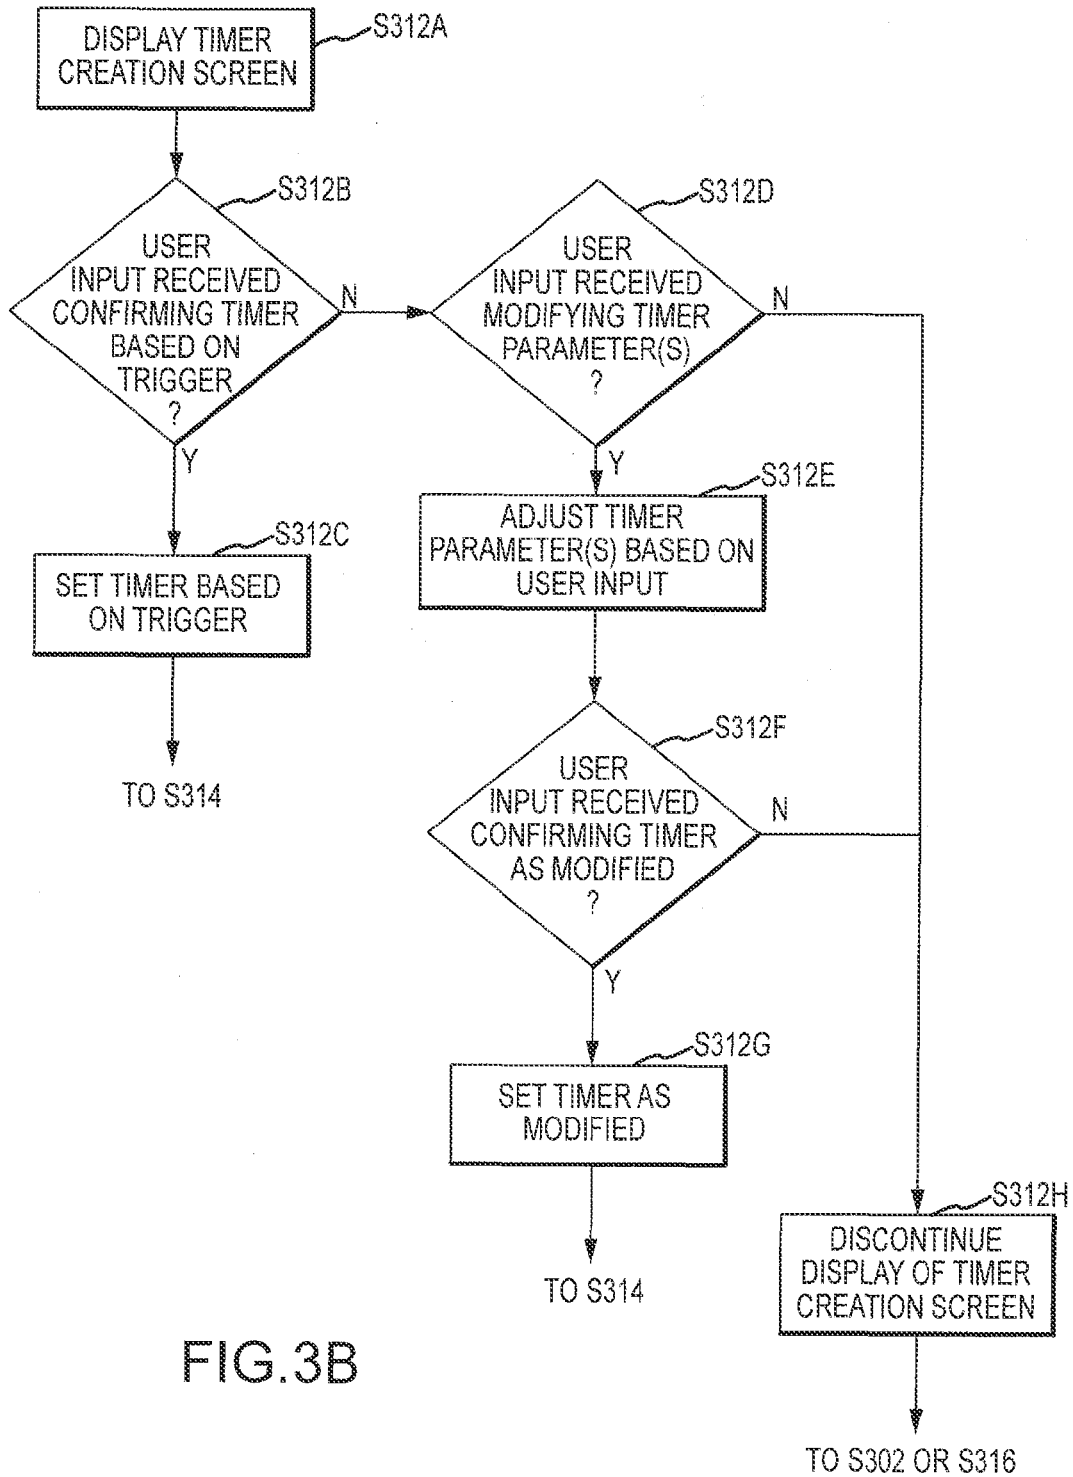 DISPLAY TIMER
CREATION SCREEN
S312A
S312B
USER
INPUT RECEIVED
CONFIRMING TIMER
BASED ON
TRIGGER
?
N
Y
S312C
SET TIMER BASED
ON TRIGGER
TO S314
S312D
USER
INPUT RECEIVED
MODIFYING TIMER
PARAMETER(S)
?
N
Y
S312E
ADJUST TIMER
PARAMETER(S) BASED ON
USER INPUT
S312F
USER
INPUT RECEIVED
CONFIRMING TIMER
AS MODIFIED
?
N
Y
S312G
SET TIMER AS
MODIFIED
TO S314
S312H
DISCONTINUE
DISPLAY OF TIMER
CREATION SCREEN
TO S302 OR S316
FIG.3B